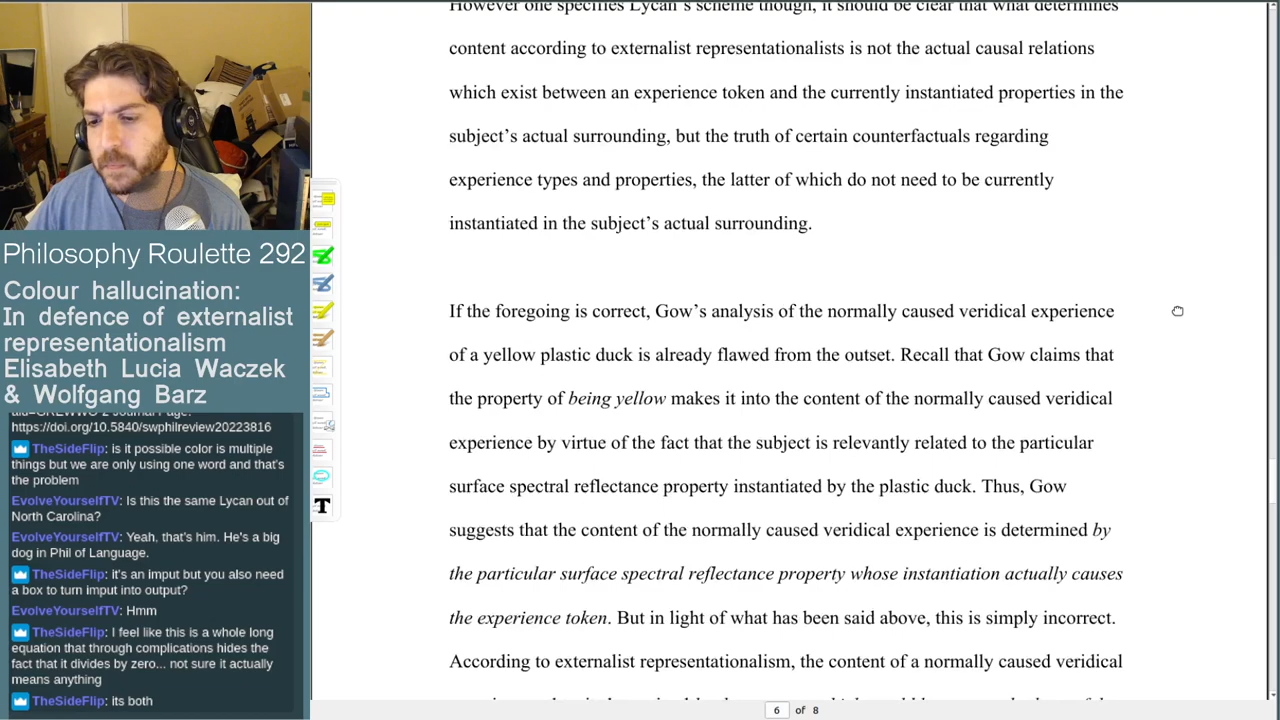 However one specifies Lycan's scheme though, it should be clear that what determines
content according to externalist representationalists is not the actual causal relations
which exist between an experience token and the currently instantiated properties in the
subject's actual surrounding, but the truth of certain counterfactuals regarding
experience types and properties, the latter of which do not need to be currently
instantiated in the subject's actual surrounding.
If the foregoing is correct, Gow's analysis of the normally caused veridical experience
of a yellow plastic duck is already flawed from the outset. Recall that Gow claims that
the property of being yellow makes it into the content of the normally caused veridical
experience by virtue of the fact that the subject is relevantly related to the particular
surface spectral reflectance property instantiated by the plastic duck. Thus, Gow
suggests that the content of the normally caused veridical experience is determined by
the particular surface spectral reflectance property whose instantiation actually causes
the experience token. But in light of what has been said above, this is simply incorrect.
According to externalist representationalism, the content of a normally caused veridical
6 of 8
Philosophy Roulette 292
Colour hallucination:
In defence of externalist
representationalism
Elisabeth Lucia Waczek
& Wolfgang Barz
https://doi.org/10.5840/swphilreview20223816
TheSideFlip: is it possible color is multiple
things but we are only using one word and that's
the problem
EvolveYourselfTV: Is this the same Lycan out of
North Carolina?
EvolveYourselfTV: Yeah, that's him. He's a big
dog in Phil of Language.
TheSideFlip: it's an imput but you also need
a box to turn imput into output?
EvolveYourselfTV: Hmm
TheSideFlip: I feel like this is a whole long
equation that through complications hides the
fact that it divides by zero... not sure it actually
means anything
TheSideFlip: its both
T